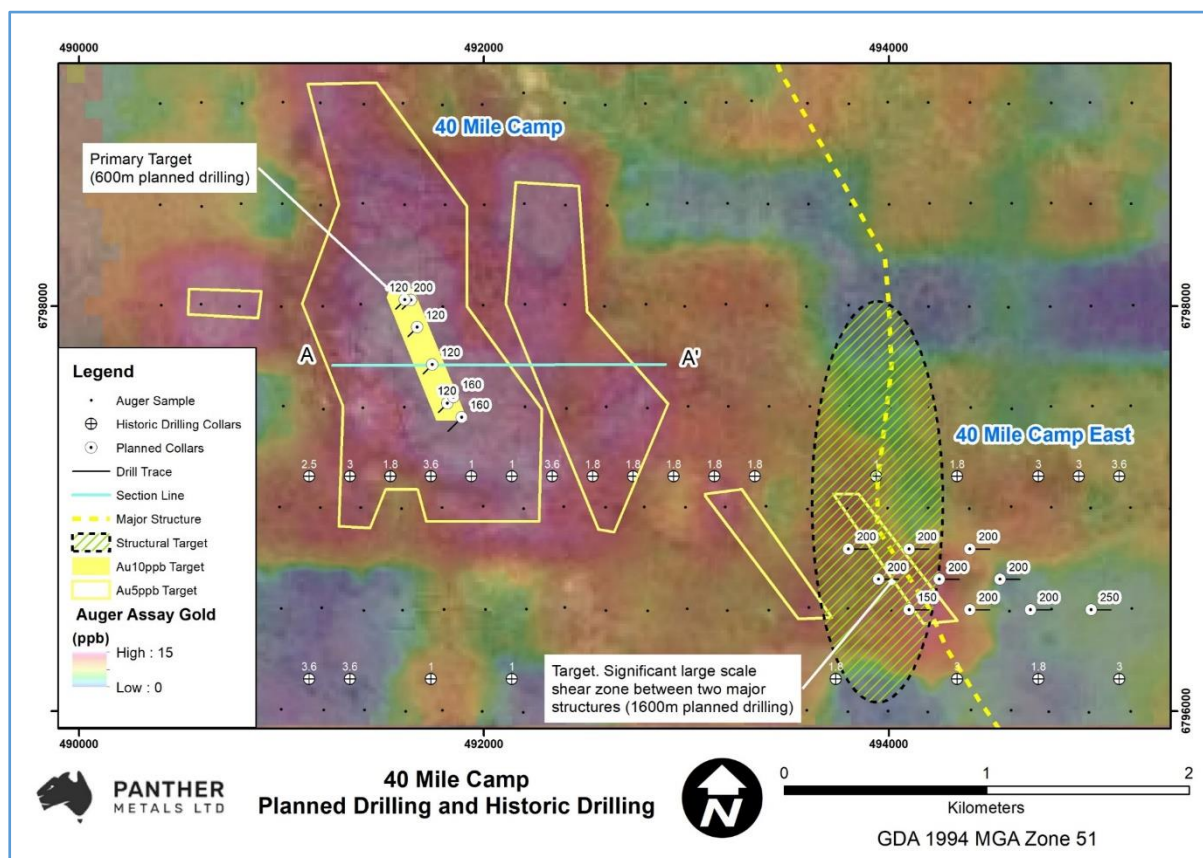 490000
492000
494000
40 Mile Camp
Primary Target
(600m planned drilling)
6798000
6798000
120
200
120
A
A'
120
160
120
160
40 Mile Camp East
2.5
3
1.8
3.6
1
1
3.6
1.8
1.8
1.8
1.8
1.8
1
1.8
3
3
3.6
200
200
200
200
200
200
150
200
200
250
Target. Significant large scale
shear zone between two major
structures (1600m planned drilling)
3.6
3.6
1
1
1.8
3
1.8
3
6796000
Legend
Auger Sample
Historic Drilling Collars
Planned Collars
Drill Trace
Section Line
Major Structure
Structural Target
Au10ppb Target
Au5ppb Target
Auger Assay Gold
(ppb)
High : 15
Low : 0
490000
492000
494000
PANTHER
METALS LTD
40 Mile Camp
Planned Drilling and Historic Drilling
N
0
1
2
Kilometers
GDA 1994 MGA Zone 51